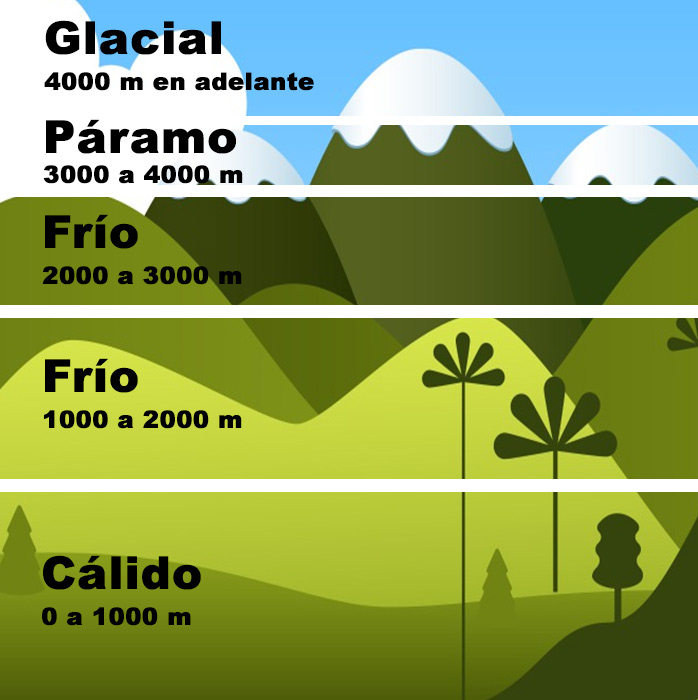 Glacial
4000 m en adelante
Páramo
3000 a 4000 m
Frío
2000 a 3000 m
Frío
1000 a 2000 m
Cálido
0 a 1000 m